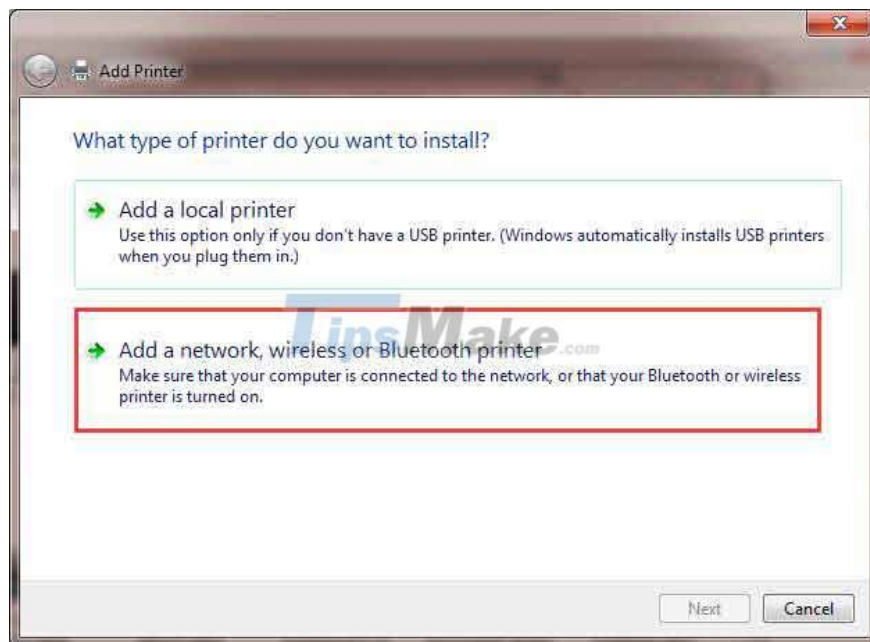 Add Printer
What type of printer do you want to install?
Add a local printer
Use this option only if you don't have a USB printer. (Windows automatically installs USB printers
when you plug them in.)
TipsMake.com
Add a network, wireless or Bluetooth printer
Make sure that your computer is connected to the network, or that your Bluetooth or wireless
printer is turned on.
Next
Cancel